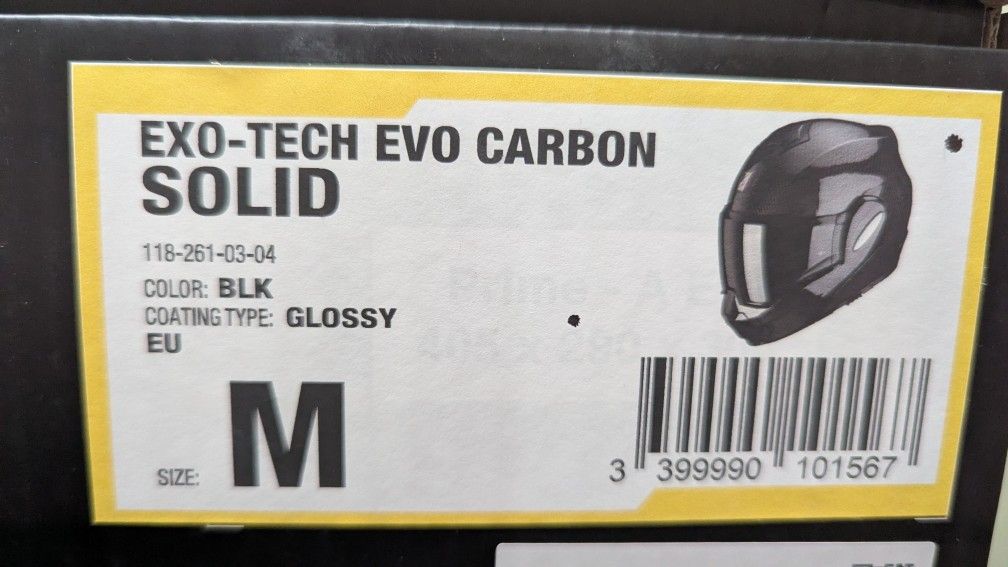 EXO-TECH EVO CARBON
SOLID
118-261-03-04
COLOR: BLK
COATING TYPE: GLOSSY
EU
SIZE: M
3 399990 101567